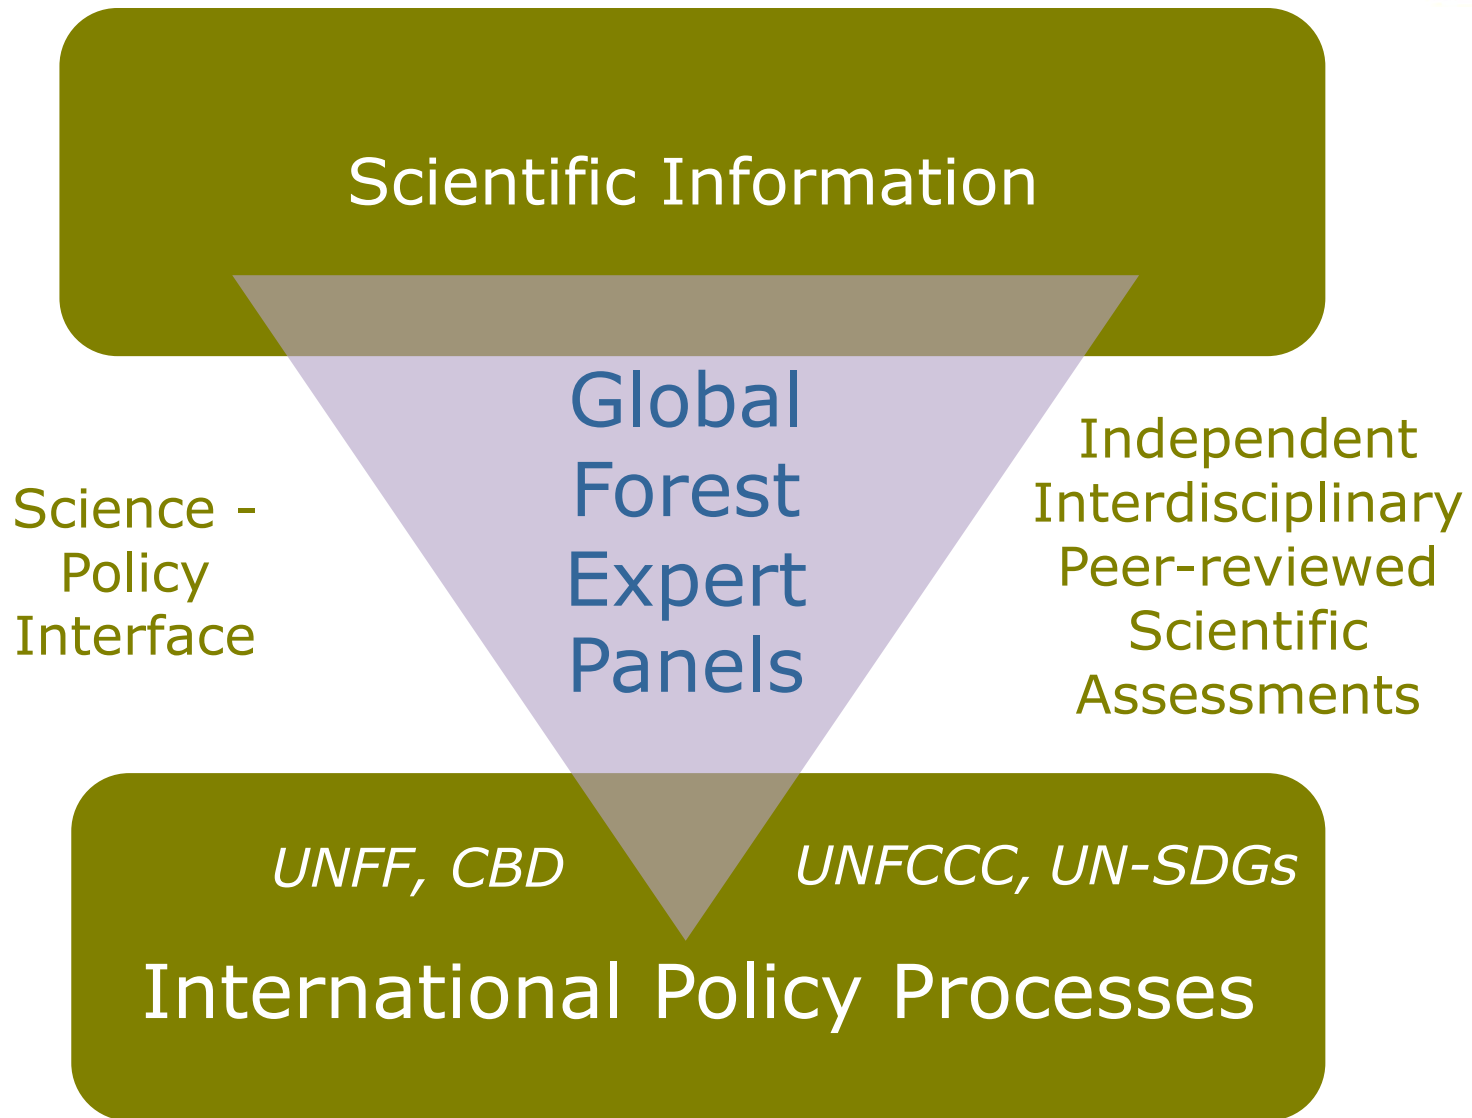 Scientific Information
Global
Forest
Expert
Panels
Science -
Policy
Interface
Independent
Interdisciplinary
Peer-reviewed
Scientific
Assessments
UNFF, CBD
UNFCCC, UN-SDGs
International Policy Processes